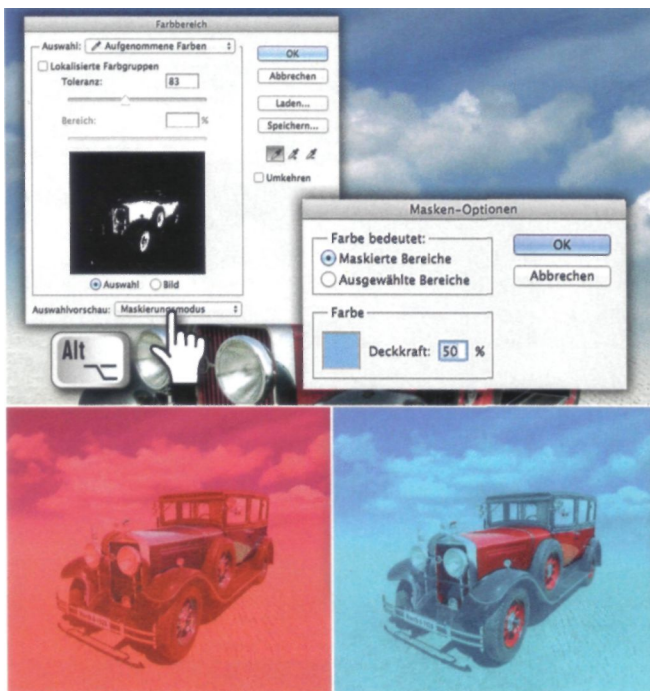 Farbbereich
Auswahl: Aufgenommene Farben
OK
Lokalisierte Farbgruppen
Toleranz: 83
Abbrechen
Laden...
Bereich: %
Speichern...
Umkehren
Auswahl Bild
Auswahlvorschau: Maskierungsmodus
Alt
Masken-Optionen
Farbe bedeutet:
Maskierte Bereiche
Ausgewählte Bereiche
OK
Abbrechen
Farbe
Deckkraft: 50 %